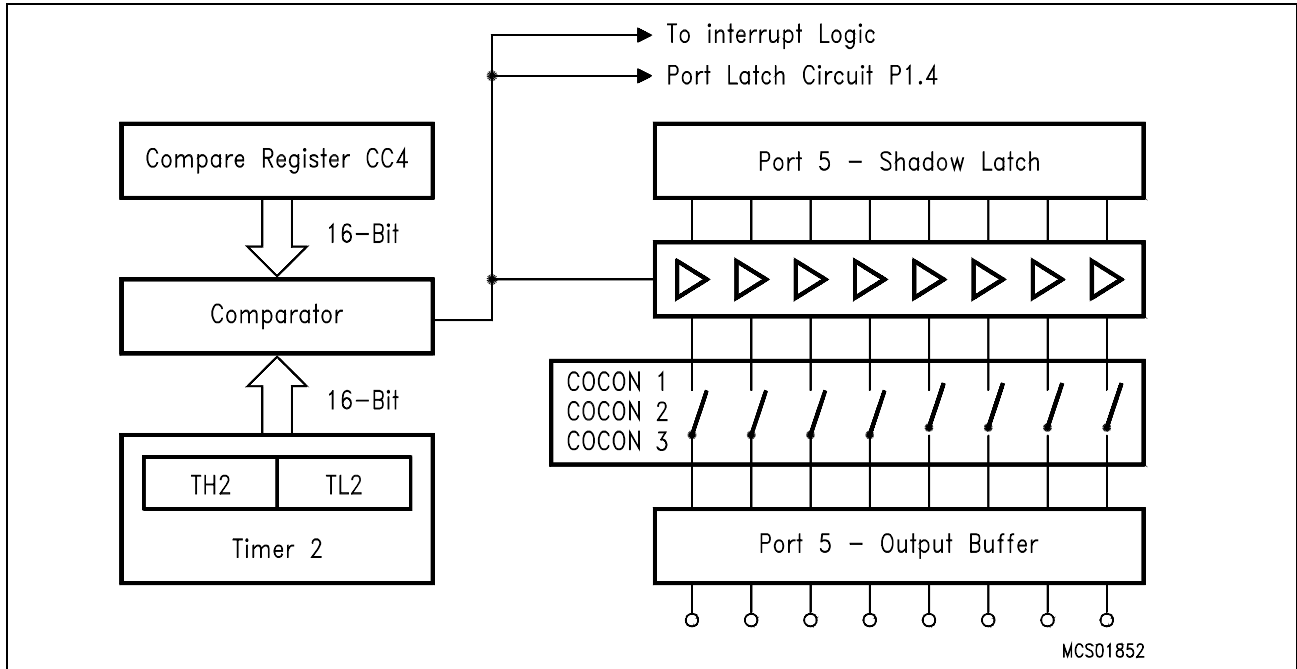 To interrupt Logic
Port Latch Circuit P1.4
Compare Register CC4
Port 5 – Shadow Latch
16–Bit
Comparator
COCON 1
COCON 2
COCON 3
16–Bit
TH2
TL2
Timer 2
Port 5 – Output Buffer
MCS01852